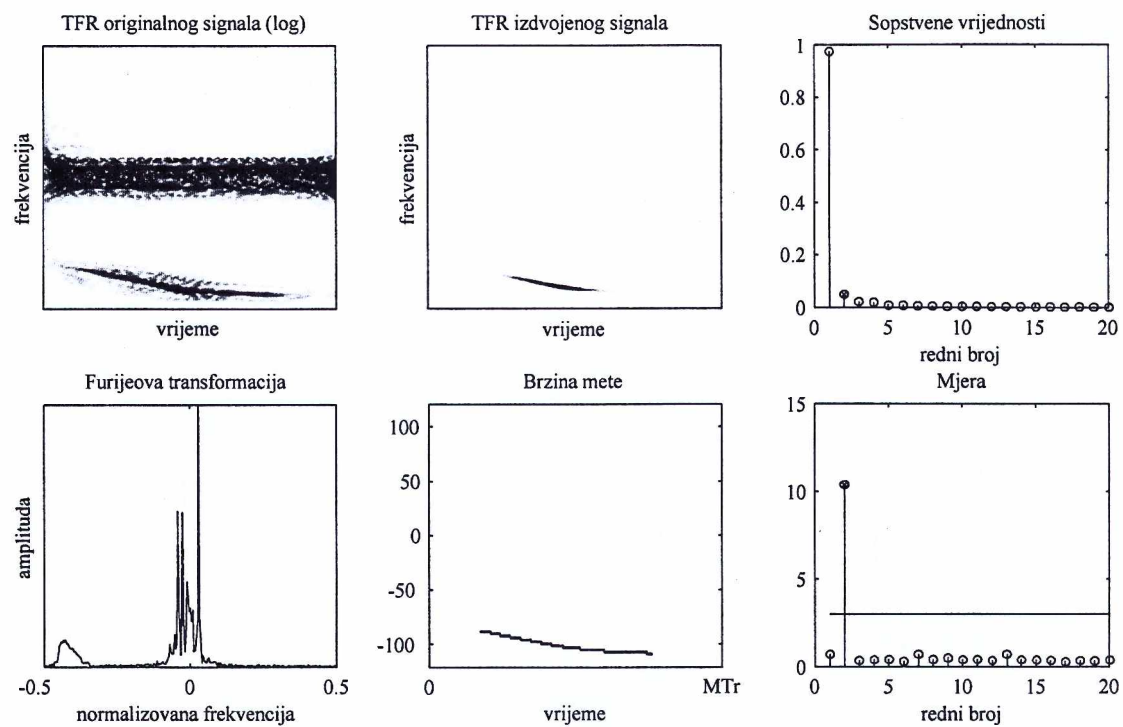 TFR originalnog signala (log)
frekvencija
vrijeme
TFR izdvojenog signala
frekvencija
vrijeme
Sopstvene vrijednosti
1
0.8
0.6
0.4
0.2
0
0 5 10 15 20
redni broj
Furijeova transformacija
amplituda
-0.5 0 0.5
normalizovana frekvencija
Brzina mete
100
50
0
-50
-100
0 MTr
vrijeme
Mjera
15
10
5
0
0 5 10 15 20
redni broj